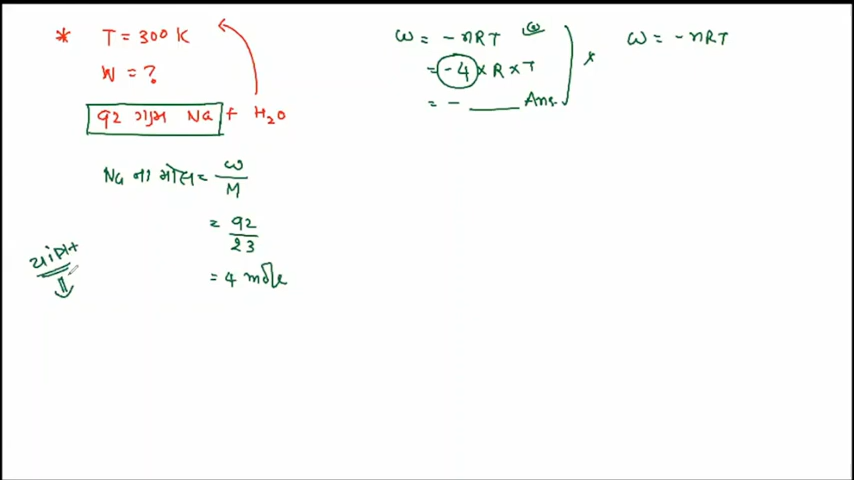 * T = 300 K
W = ?
92 ગ્રામ Na + H₂O
Na ના મોલ = ω / M
= 92 / 23
= 4 mole
ω = - nRT ω
= -4 × R × T
= - ____ Ans.
×
ω = - nRT